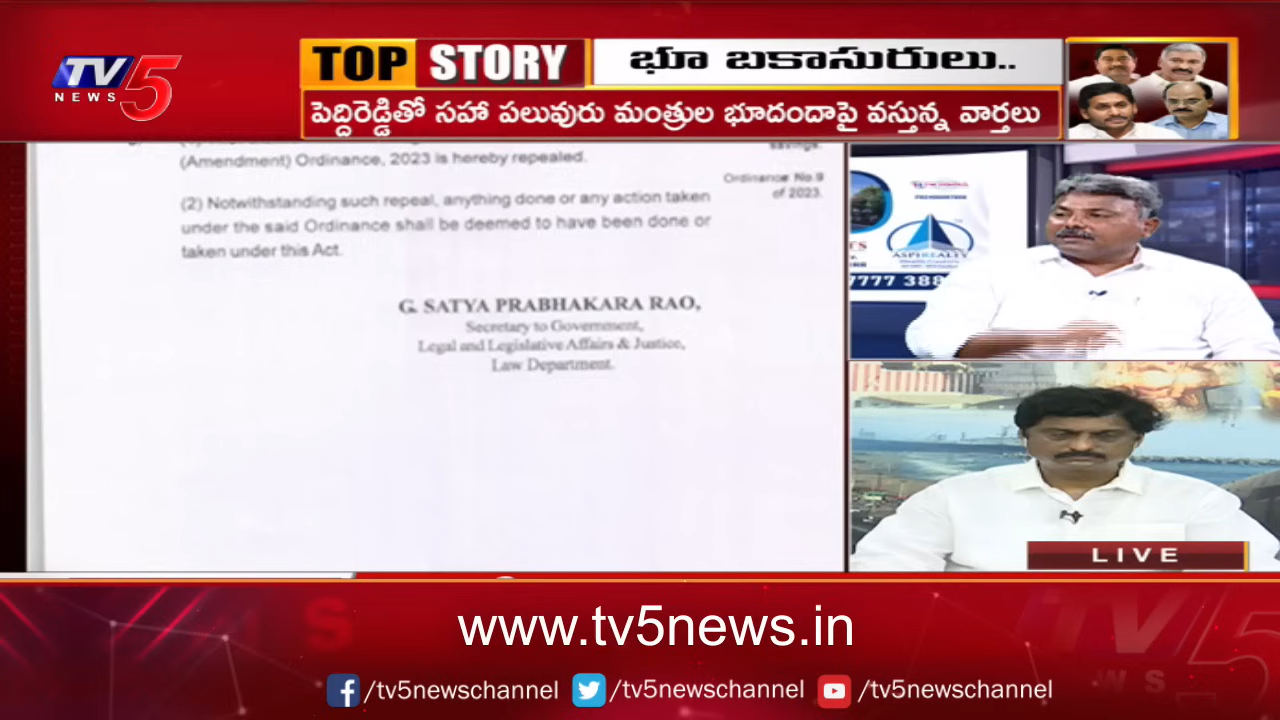 TV5
NEWS
TOP STORY
భూ బకాసురులు..
పెద్దిరెడ్డితో సహా పలువురు మంత్రుల భూదందాపై వస్తున్న వార్తలు
(Amendment) Ordinance, 2023 is hereby repealed.
savings.
Ordinance No.9
of 2023.
(2) Notwithstanding such repeal, anything done or any action taken
under the said Ordinance shall be deemed to have been done or
taken under this Act.
G. SATYA PRABHAKARA RAO,
Secretary to Government,
Legal and Legislative Affairs & Justice,
Law Department.
ASPIREALTY
7777 388
LIVE
www.tv5news.in
/tv5newschannel
/tv5newschannel
/tv5newschannel